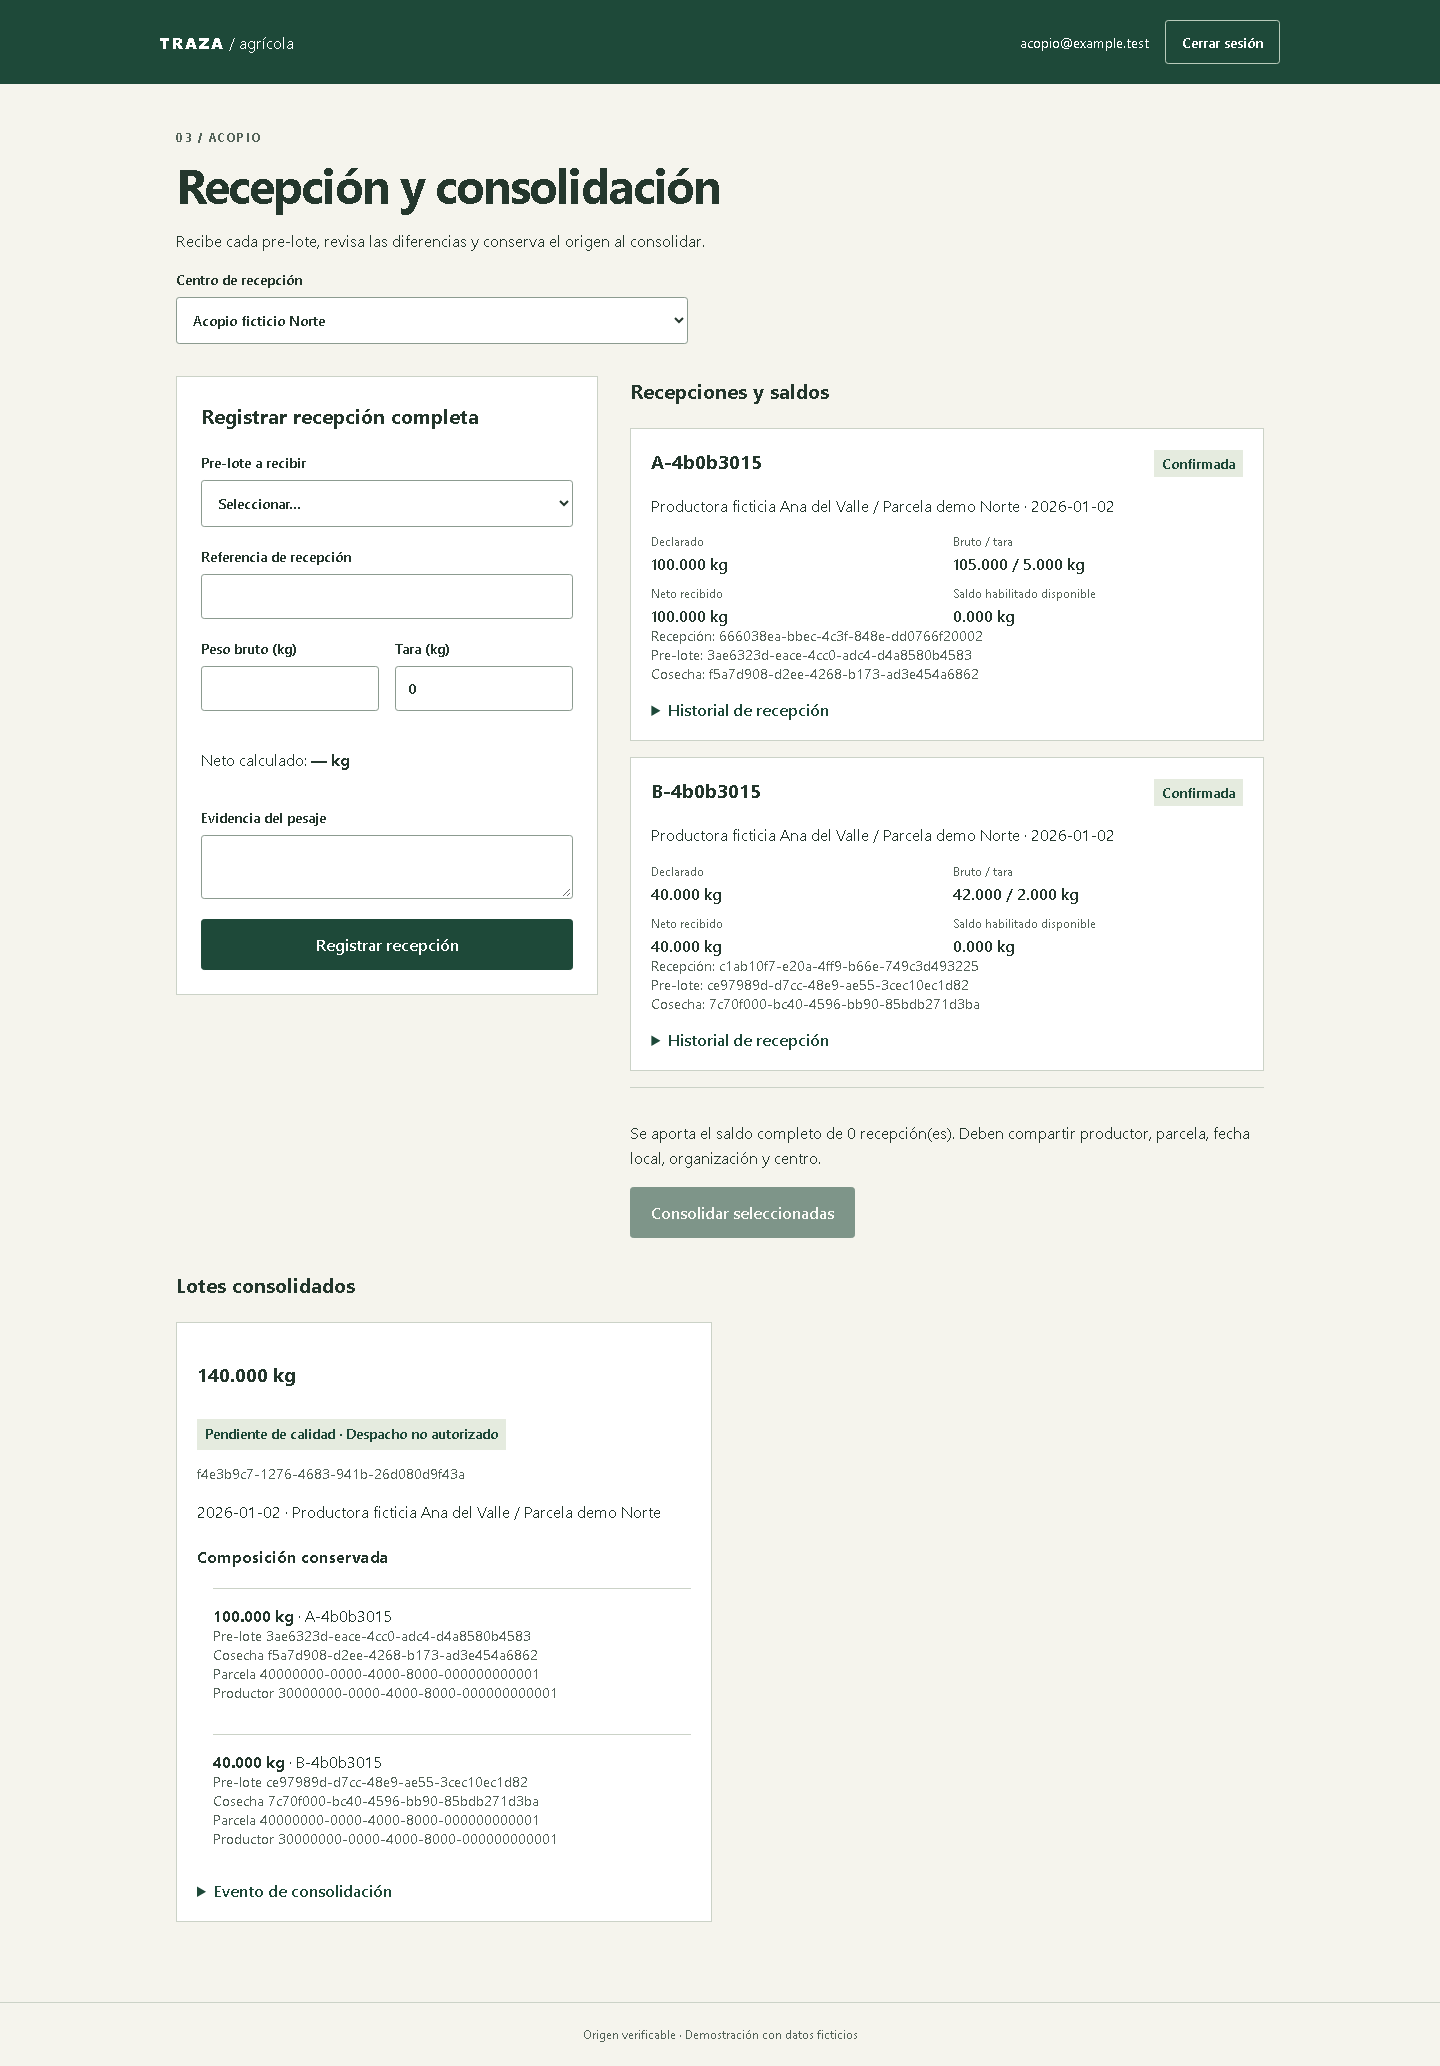 TRAZA / agrícola
acopio@example.test
Cerrar sesión
03 / ACOPIO
Recepción y consolidación
Recibe cada pre-lote, revisa las diferencias y conserva el origen al consolidar.
Centro de recepción
Acopio ficticio Norte
Registrar recepción completa
Pre-lote a recibir
Seleccionar...
Referencia de recepción
Peso bruto (kg)
Tara (kg)
0
Neto calculado: — kg
Evidencia del pesaje
Registrar recepción
Recepciones y saldos
A-4b0b3015
Confirmada
Productora ficticia Ana del Valle / Parcela demo Norte · 2026-01-02
Declarado
Bruto / tara
100.000 kg
105.000 / 5.000 kg
Neto recibido
Saldo habilitado disponible
100.000 kg
0.000 kg
Recepción: 666038ea-bbec-4c3f-848e-dd0766f20002
Pre-lote: 3ae6323d-eace-4cc0-adc4-d4a8580b4583
Cosecha: f5a7d908-d2ee-4268-b173-ad3e454a6862
Historial de recepción
B-4b0b3015
Confirmada
Productora ficticia Ana del Valle / Parcela demo Norte · 2026-01-02
Declarado
Bruto / tara
40.000 kg
42.000 / 2.000 kg
Neto recibido
Saldo habilitado disponible
40.000 kg
0.000 kg
Recepción: c1ab10f7-e20a-4ff9-b66e-749c3d493225
Pre-lote: ce97989d-d7cc-48e9-ae55-3cec10ec1d82
Cosecha: 7c70f000-bc40-4596-bb90-85bdb271d3ba
Historial de recepción
Se aporta el saldo completo de 0 recepción(es). Deben compartir productor, parcela, fecha
local, organización y centro.
Consolidar seleccionadas
Lotes consolidados
140.000 kg
Pendiente de calidad · Despacho no autorizado
f4e3b9c7-1276-4683-941b-26d080d9f43a
2026-01-02 · Productora ficticia Ana del Valle / Parcela demo Norte
Composición conservada
100.000 kg · A-4b0b3015
Pre-lote 3ae6323d-eace-4cc0-adc4-d4a8580b4583
Cosecha f5a7d908-d2ee-4268-b173-ad3e454a6862
Parcela 40000000-0000-4000-8000-000000000001
Productor 30000000-0000-4000-8000-000000000001
40.000 kg · B-4b0b3015
Pre-lote ce97989d-d7cc-48e9-ae55-3cec10ec1d82
Cosecha 7c70f000-bc40-4596-bb90-85bdb271d3ba
Parcela 40000000-0000-4000-8000-000000000001
Productor 30000000-0000-4000-8000-000000000001
Evento de consolidación
Origen verificable · Demostración con datos ficticios